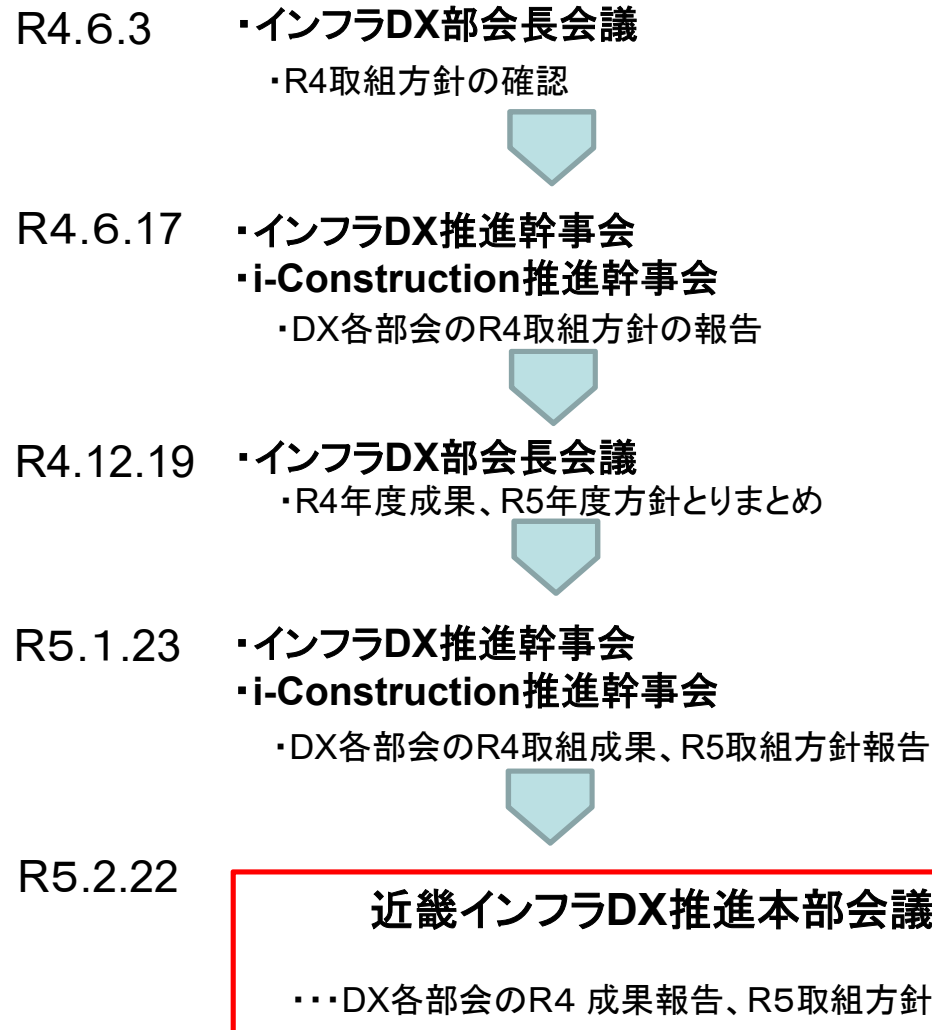 R4.6.3 ・インフラDX部会長会議
・R4取組方針の確認
R4.6.17 ・インフラDX推進幹事会
・i-Construction推進幹事会
・DX各部会のR4取組方針の報告
R4.12.19 ・インフラDX部会長会議
・R4年度成果、R5年度方針とりまとめ
R5.1.23 ・インフラDX推進幹事会
・i-Construction推進幹事会
・DX各部会のR4取組成果、R5取組方針報告
R5.2.22
近畿インフラDX推進本部会議
・・・DX各部会のR4 成果報告、R5取組方針